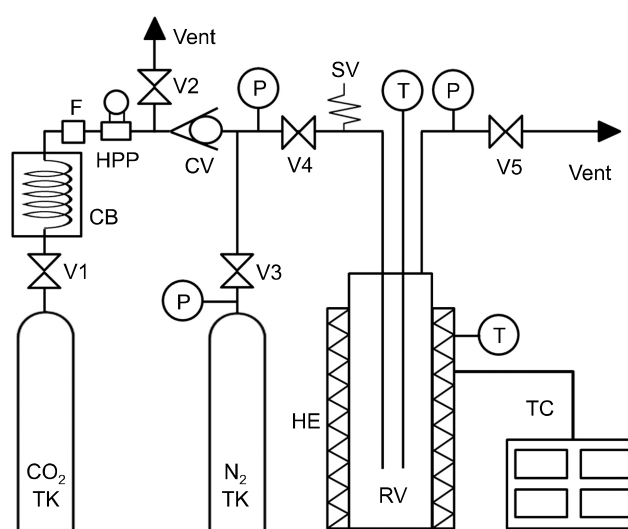 Vent
V2
F
HPP
CV
P
V4
SV
T
P
V5
Vent
CB
V1
P
V3
T
HE
TC
CO₂
TK
N₂
TK
RV